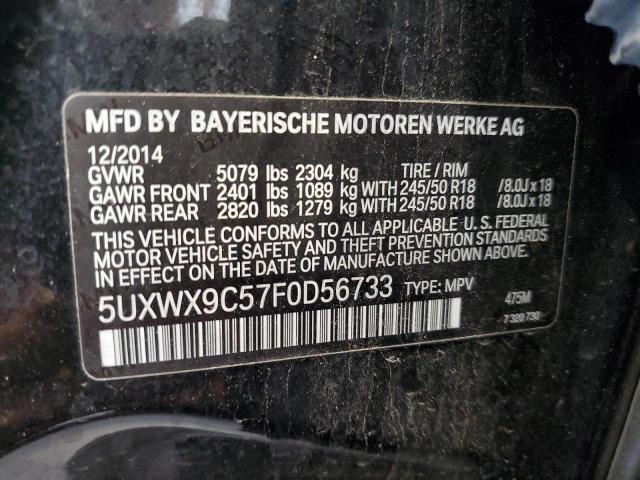 MFD BY BAYERISCHE MOTOREN WERKE AG
12/2014
GVWR 5079 lbs 2304 kg TIRE / RIM
GAWR FRONT 2401 lbs 1089 kg WITH 245/50 R18 / 8.0J x 18
GAWR REAR 2820 lbs 1279 kg WITH 245/50 R18 / 8.0J x 18
THIS VEHICLE CONFORMS TO ALL APPLICABLE U. S. FEDERAL
MOTOR VEHICLE SAFETY AND THEFT PREVENTION STANDARDS
IN EFFECT ON THE DATE OF MANUFACTURE SHOWN ABOVE.
5UXWX9C57F0D56733 TYPE: MPV 475M
7 320 730